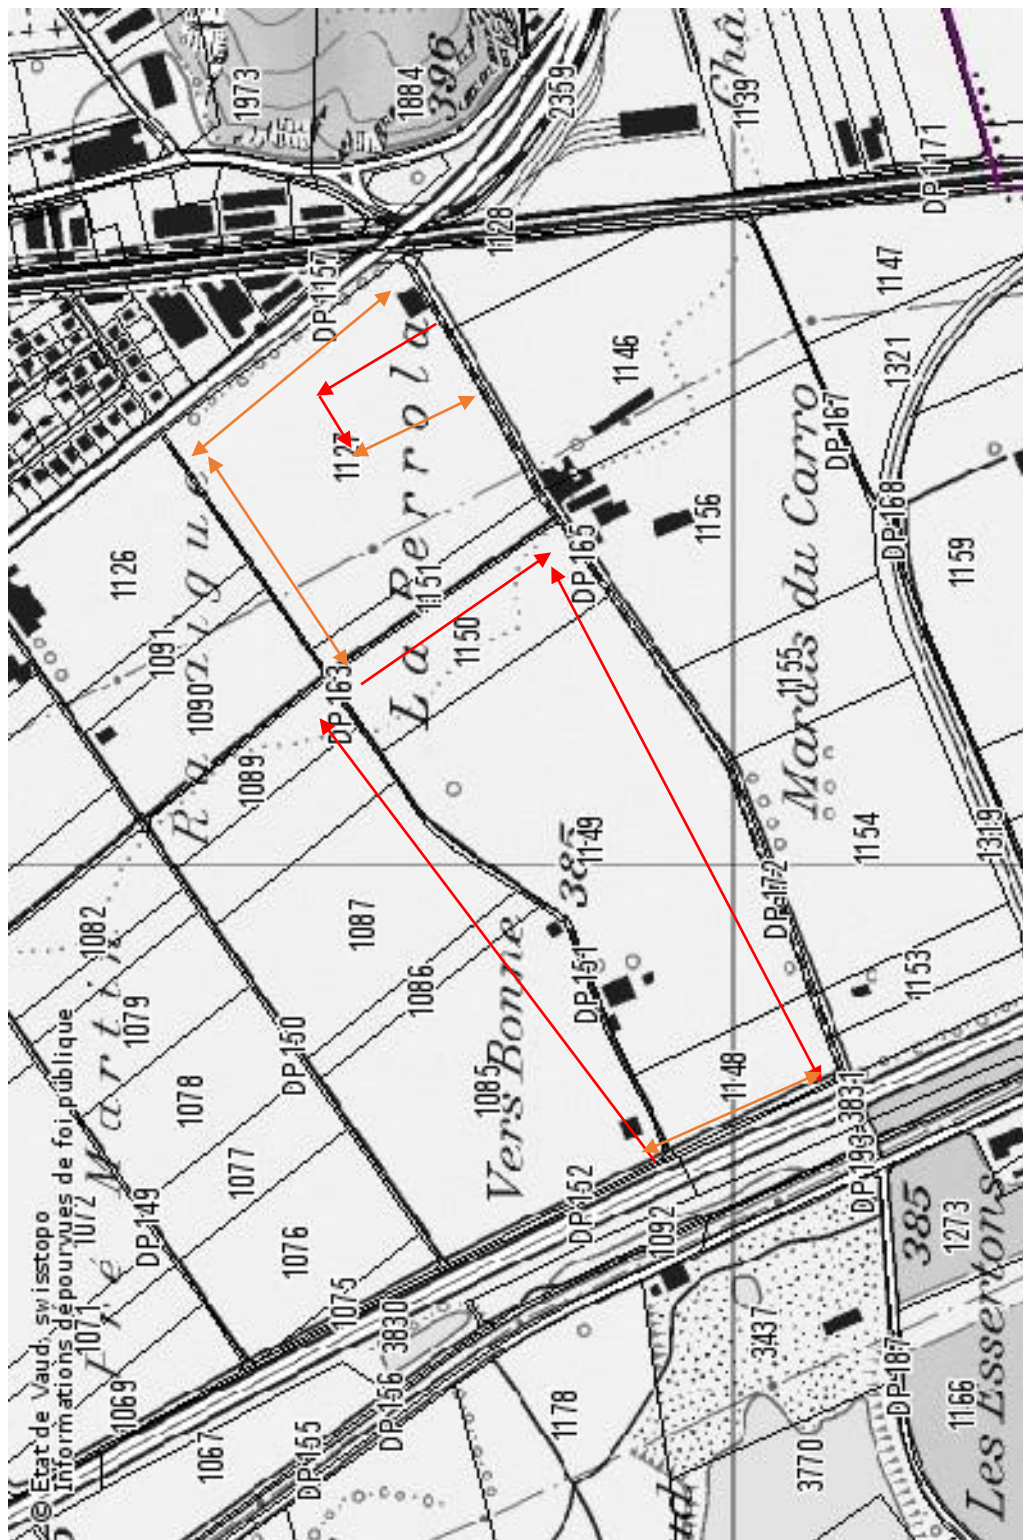 © Etat de Vaud; swisstopo
Informations dépourvues de foi publique
1973
1884
396
2359
Châ
1139
DP 1171
1128
DP 1157
1147
1146
1321
DP 167
1127
La Berrola
Marais du Carro
Razaigue
1126
1091
1090
1151
1150
DP 165
1156
DP 168
1159
DP 163
1089
1155
1154
1319
385
1149
DP 172
1087
1086
1082
1079
DP 150
1078
1077
1076
DP 151
Vers Bonne
1085
1148
1153
3831
DP 193
DP 152
1092
DP 149
1072
1071
1069
1067
1075
3830
DP 156
DP 155
1178
3437
385
1273
Les Essertons
DP 187
1166
3770